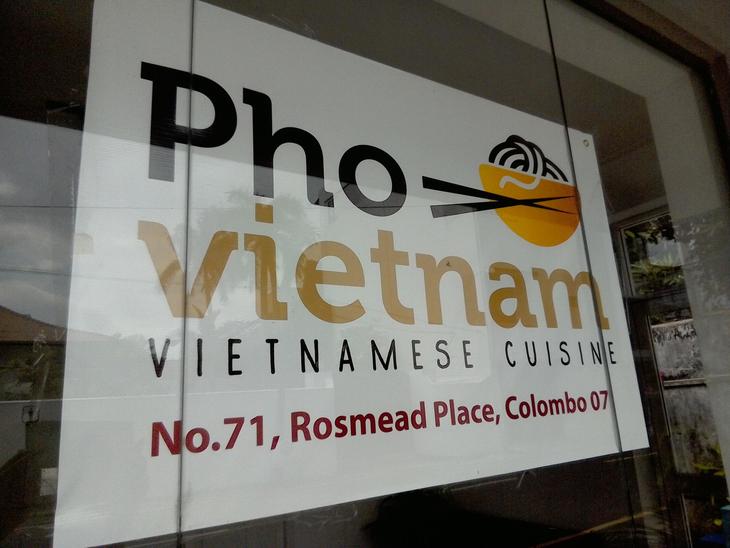 Pho
vietnam
VIETNAMESE CUISINE
No.71, Rosmead Place, Colombo 07